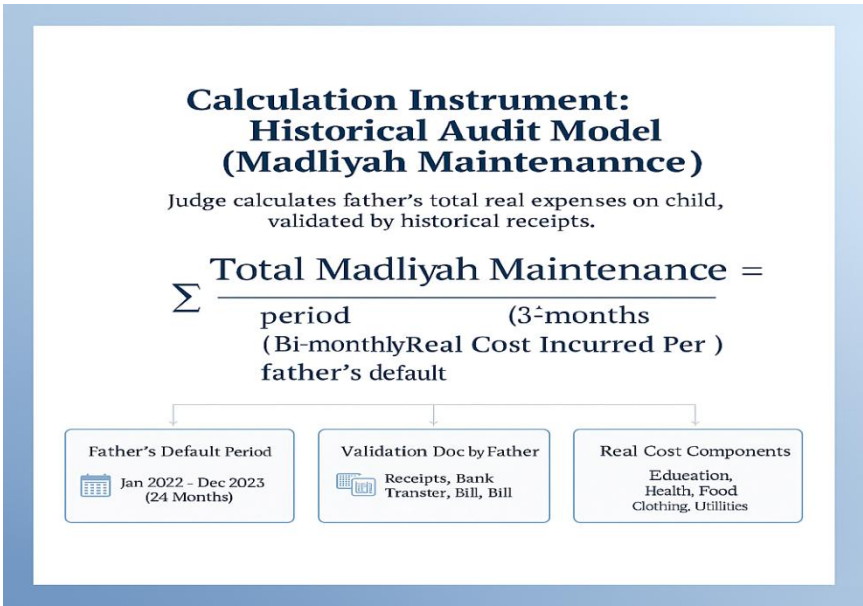 Calculation Instrument:
Historical Audit Model
(Madliyah Maintenannce)
Judge calculates father's total real expenses on child,
validated by historical receipts.
Σ Total Madliyah Maintenance =
period (3-months
(Bi-monthlyReal Cost Incurred Per )
father's default
Father's Default Period
Jan 2022 – Dec 2023
(24 Months)
Validation Doc by Father
Receipts, Bank
Transter, Bill, Bill
Real Cost Components
Edueation,
Health, Food
Clothing, Utillities